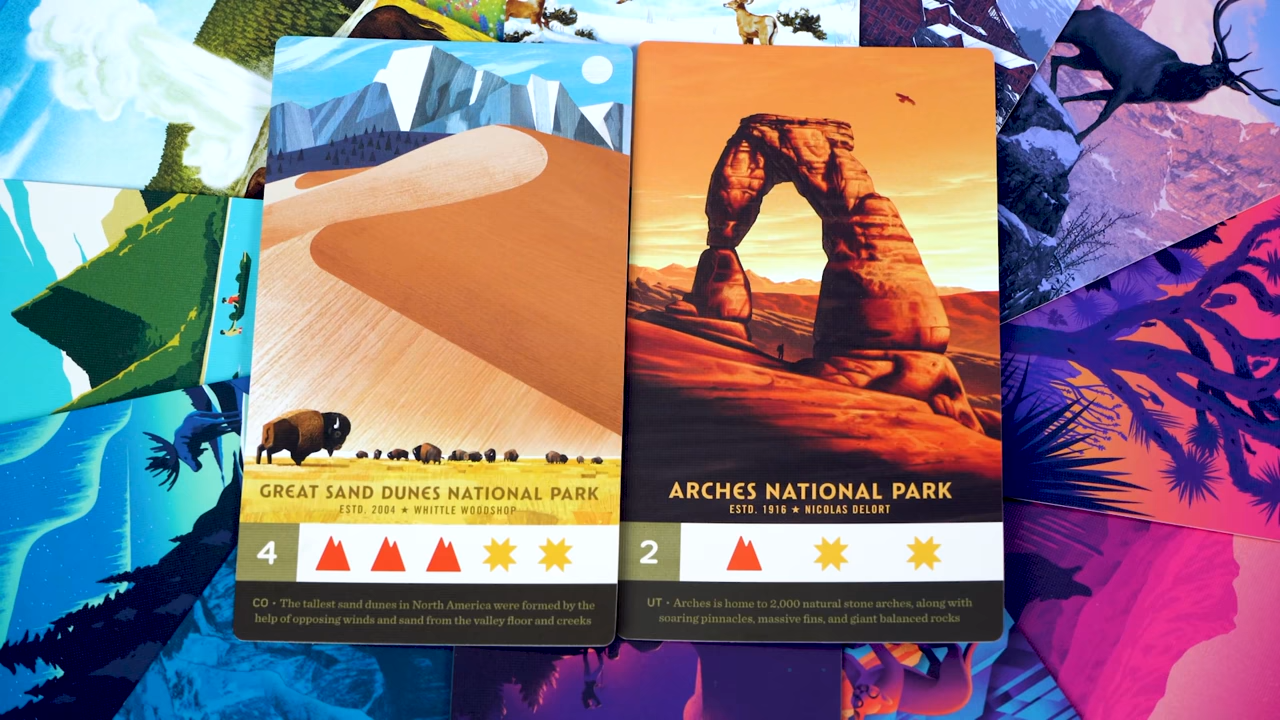 GREAT SAND DUNES NATIONAL PARK
ESTD. 2004 ★ WHITTLE WOODSHOP
4
CO • The tallest sand dunes in North America were formed by the
help of opposing winds and sand from the valley floor and creeks
ARCHES NATIONAL PARK
ESTD. 1916 ★ NICOLAS DELORT
2
UT • Arches is home to 2,000 natural stone arches, along with
soaring pinnacles, massive fins, and giant balanced rocks